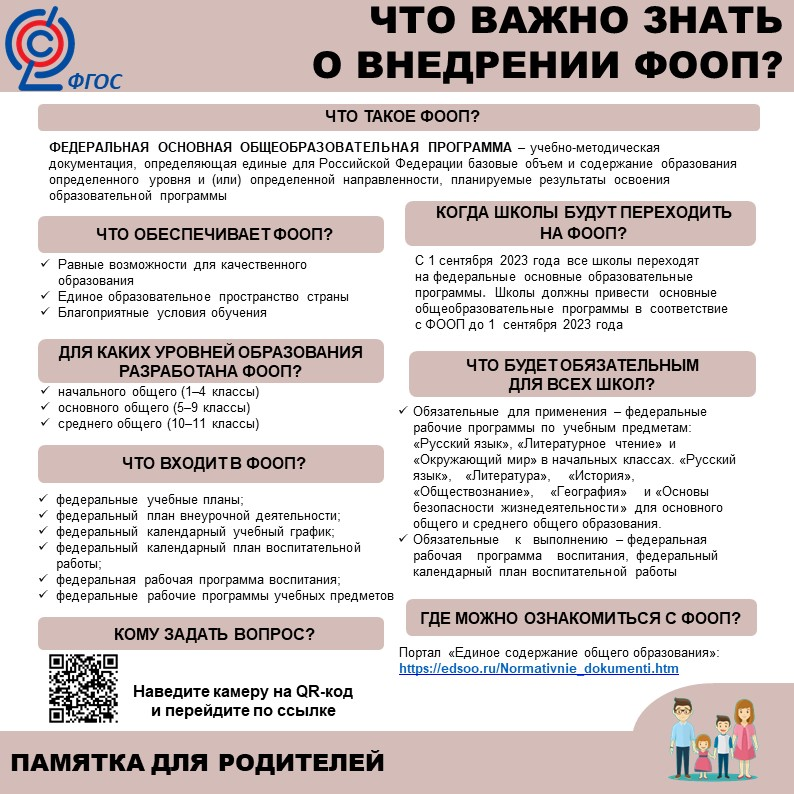 ЧТО ВАЖНО ЗНАТЬ
О ВНЕДРЕНИИ ФООП?
ФГОС
ЧТО ТАКОЕ ФООП?
ФЕДЕРАЛЬНАЯ ОСНОВНАЯ ОБЩЕОБРАЗОВАТЕЛЬНАЯ ПРОГРАММА – учебно-методическая
документация, определяющая единые для Российской Федерации базовые объем и содержание образования
определенного уровня и (или) определенной направленности, планируемые результаты освоения
образовательной программы
ЧТО ОБЕСПЕЧИВАЕТ ФООП?
✓ Равные возможности для качественного
образования
✓ Единое образовательное пространство страны
✓ Благоприятные условия обучения
ДЛЯ КАКИХ УРОВНЕЙ ОБРАЗОВАНИЯ
РАЗРАБОТАНА ФООП?
✓ начального общего (1–4 классы)
✓ основного общего (5–9 классы)
✓ среднего общего (10–11 классы)
ЧТО ВХОДИТ В ФООП?
✓ федеральные учебные планы;
✓ федеральный план внеурочной деятельности;
✓ федеральный календарный учебный график;
✓ федеральный календарный план воспитательной
работы;
✓ федеральная рабочая программа воспитания;
✓ федеральные рабочие программы учебных предметов
КОМУ ЗАДАТЬ ВОПРОС?
Наведите камеру на QR-код
и перейдите по ссылке
КОГДА ШКОЛЫ БУДУТ ПЕРЕХОДИТЬ
НА ФООП?
С 1 сентября 2023 года все школы переходят
на федеральные основные образовательные
программы. Школы должны привести основные
общеобразовательные программы в соответствие
с ФООП до 1 сентября 2023 года
ЧТО БУДЕТ ОБЯЗАТЕЛЬНЫМ
ДЛЯ ВСЕХ ШКОЛ?
✓ Обязательные для применения – федеральные
рабочие программы по учебным предметам:
«Русский язык», «Литературное чтение» и
«Окружающий мир» в начальных классах. «Русский
язык», «Литература», «История»,
«Обществознание», «География» и «Основы
безопасности жизнедеятельности» для основного
общего и среднего общего образования.
✓ Обязательные к выполнению – федеральная
рабочая программа воспитания, федеральный
календарный план воспитательной работы
ГДЕ МОЖНО ОЗНАКОМИТЬСЯ С ФООП?
Портал «Единое содержание общего образования»:
https://edsoo.ru/Normativnie_dokumenti.htm
ПАМЯТКА ДЛЯ РОДИТЕЛЕЙ